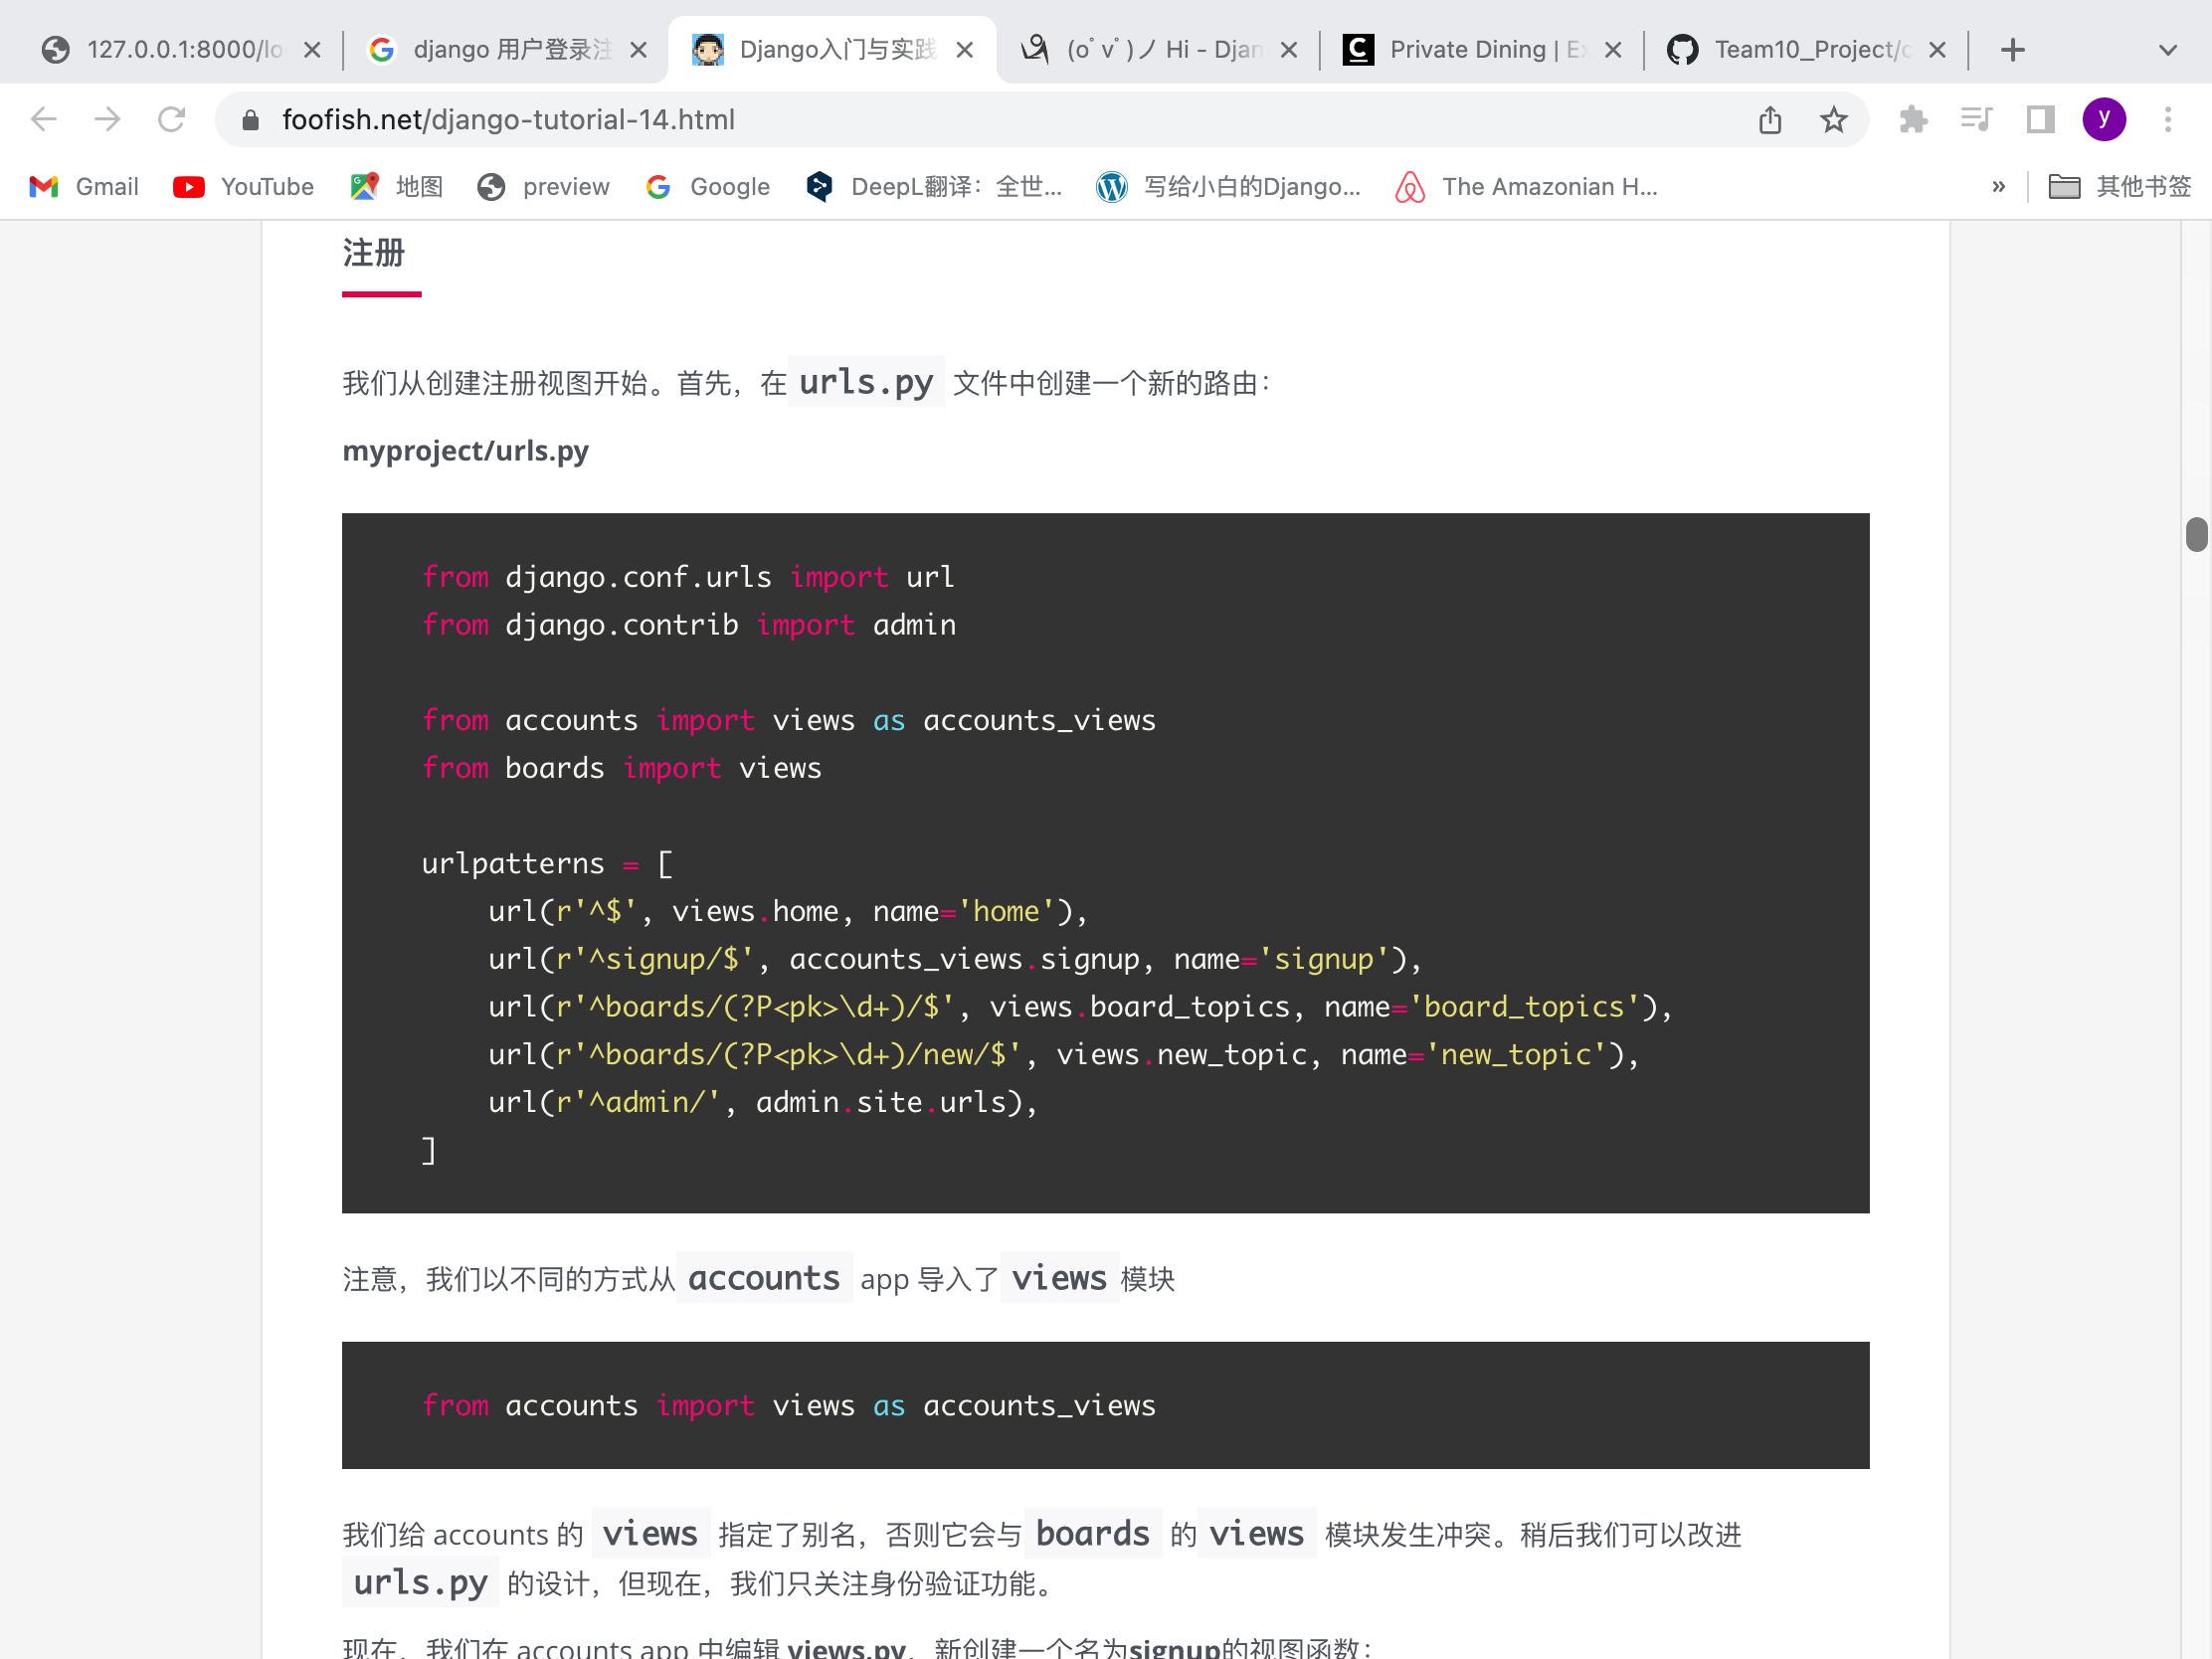 127.0.0.1:8000/lo
django 用户登录注
Django入门与实践
(oﾟvﾟ)ノ Hi - Djan
Private Dining | Ex
Team10_Project/c
foofish.net/django-tutorial-14.html
y
Gmail
YouTube
地图
preview
Google
DeepL翻译：全世...
写给小白的Django...
The Amazonian H...
»
其他书签
注册
我们从创建注册视图开始。首先，在 urls.py 文件中创建一个新的路由：
myproject/urls.py
from django.conf.urls import url
from django.contrib import admin
from accounts import views as accounts_views
from boards import views
urlpatterns = [
    url(r'^$', views.home, name='home'),
    url(r'^signup/$', accounts_views.signup, name='signup'),
    url(r'^boards/(?P<pk>\d+)/$', views.board_topics, name='board_topics'),
    url(r'^boards/(?P<pk>\d+)/new/$', views.new_topic, name='new_topic'),
    url(r'^admin/', admin.site.urls),
]
注意，我们以不同的方式从 accounts app 导入了 views 模块
from accounts import views as accounts_views
我们给 accounts 的 views 指定了别名，否则它会与 boards 的 views 模块发生冲突。稍后我们可以改进
urls.py 的设计，但现在，我们只关注身份验证功能。
现在，我们在 accounts app 中编辑 views.py，新创建一个名为signup的视图函数：